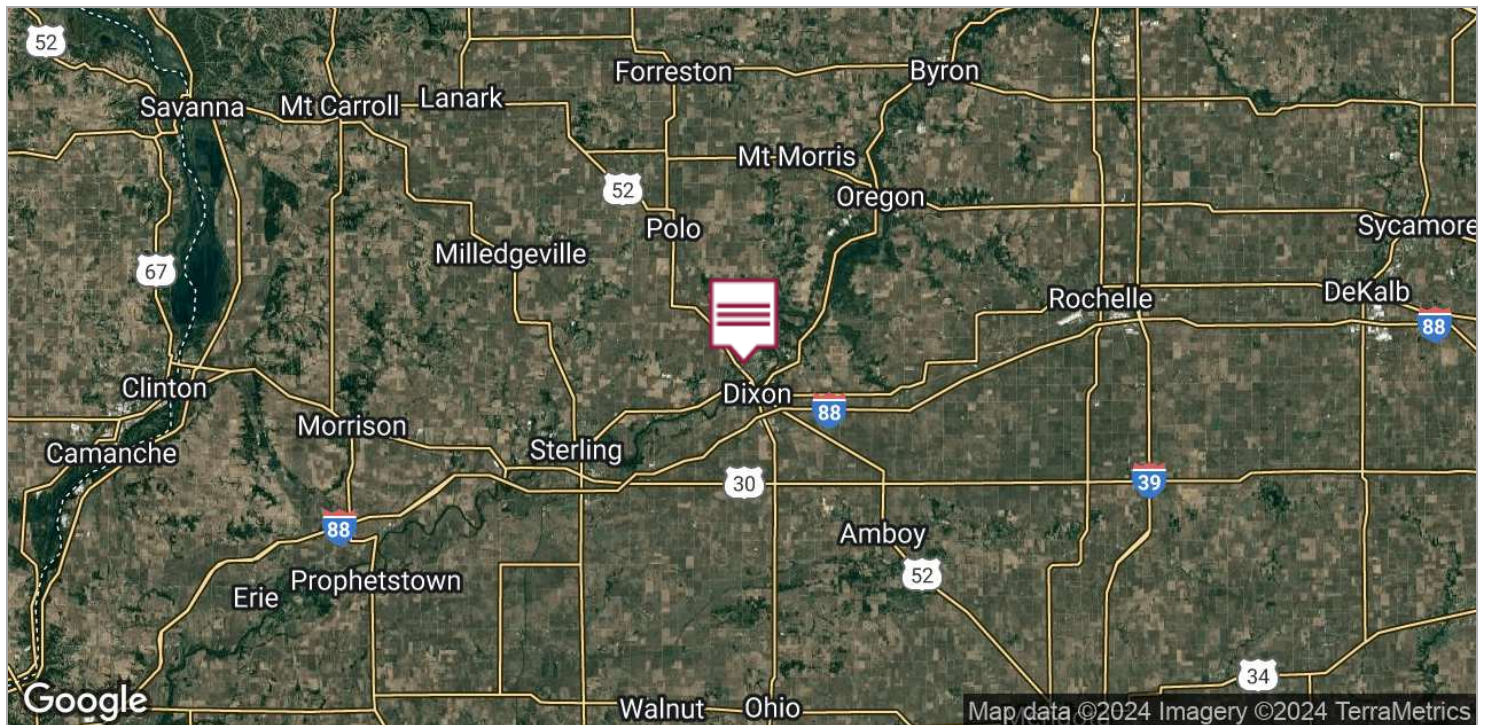 52
Forreston
Byron
Savanna
Mt Carroll
Lanark
Mt Morris
52
Oregon
Polo
Sycamore
Milledgeville
67
Rochelle
DeKalb
88
Clinton
Dixon
88
Morrison
Camanche
Sterling
30
39
88
Amboy
52
Prophetstown
Erie
34
Google
Walnut
Ohio
Map data ©2024 Imagery ©2024 TerraMetrics